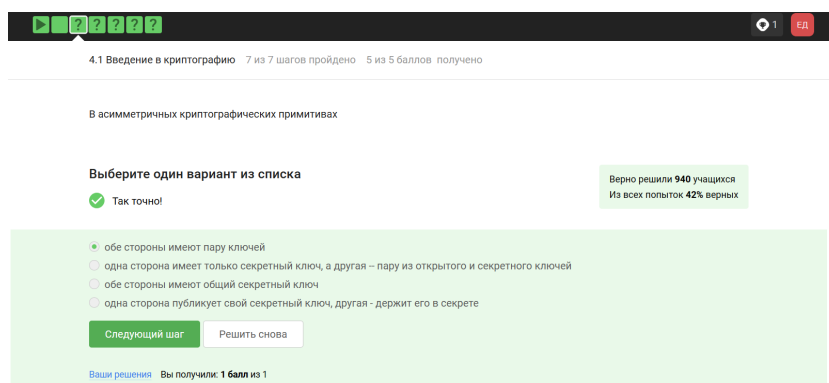 ? ? ? ? ?
1 ЕД
4.1 Введение в криптографию 7 из 7 шагов пройдено 5 из 5 баллов получено
В асимметричных криптографических примитивах
Выберите один вариант из списка
Верно решили 940 учащихся
Из всех попыток 42% верных
Так точно!
обе стороны имеют пару ключей
одна сторона имеет только секретный ключ, а другая -- пару из открытого и секретного ключей
обе стороны имеют общий секретный ключ
одна сторона публикует свой секретный ключ, другая - держит его в секрете
Следующий шаг Решить снова
Ваши решения Вы получили: 1 балл из 1